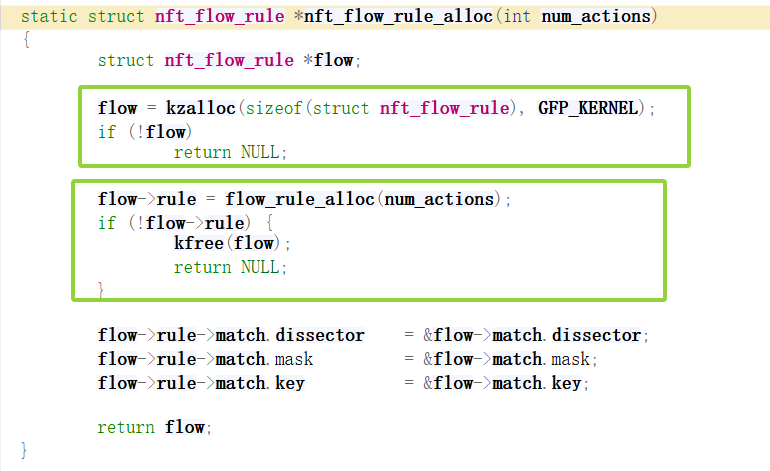 static struct nft_flow_rule *nft_flow_rule_alloc(int num_actions)
{
struct nft_flow_rule *flow;
flow = kzalloc(sizeof(struct nft_flow_rule), GFP_KERNEL);
if (!flow)
return NULL;
flow->rule = flow_rule_alloc(num_actions);
if (!flow->rule) {
kfree(flow);
return NULL;
}
flow->rule->match.dissector = &flow->match.dissector;
flow->rule->match.mask = &flow->match.mask;
flow->rule->match.key = &flow->match.key;
return flow;
}